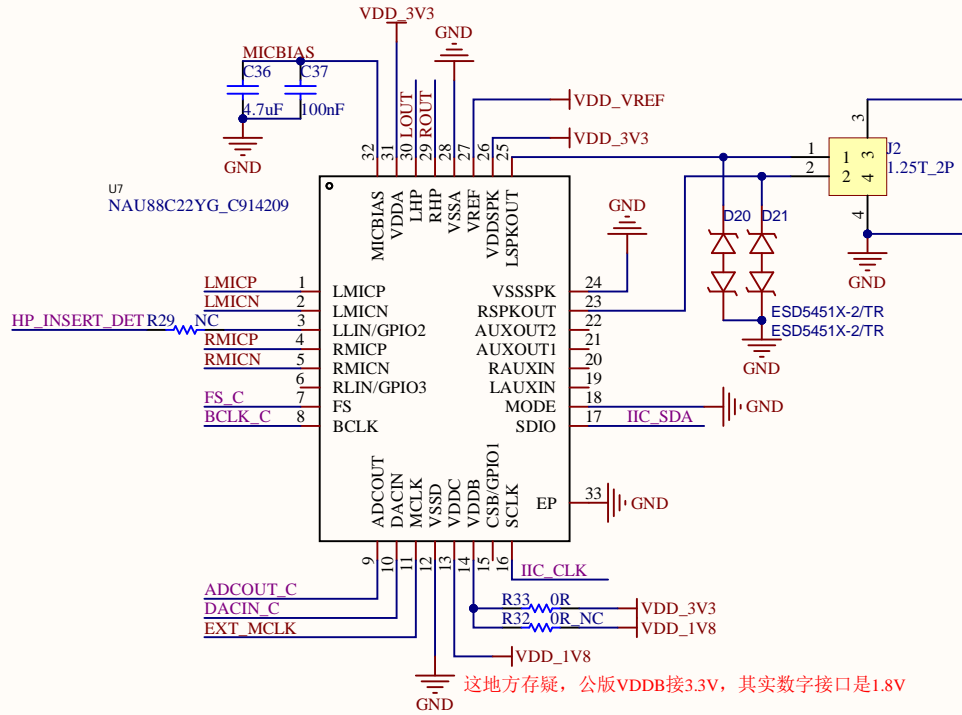 VDD_3V3
GND
MICBIAS
C36 C37
4.7uF 100nF
GND
LOUT
ROUT
VDD_VREF
VDD_3V3
32 31 30 29 28 27 26 25
MICBIAS VDDA LHP RHP VSSA VREF VDDSPK LSPKOUT
U7
NAU88C22YG_C914209
3
1 1 3 J2
2 2 4 1.25T_2P
4
GND
D20 D21
ESD5451X-2/TR
ESD5451X-2/TR
GND
GND
LMICP 1 LMICP
LMICN 2 LMICN
HP_INSERT_DET R29 NC 3 LLIN/GPIO2
RMICP 4 RMICP
RMICN 5 RMICN
6 RLIN/GPIO3
FS_C 7 FS
BCLK_C 8 BCLK
VSSSPK 24
RSPKOUT 23
AUXOUT2 22
AUXOUT1 21
RAUXIN 20
LAUXIN 19
MODE 18 GND
SDIO 17 IIC_SDA
EP 33 GND
ADCOUT DACIN MCLK VSSD VDDC VDDB CSB/GPIO1 SCLK
9 10 11 12 13 14 15 16
IIC_CLK
ADCOUT_C
DACIN_C
EXT_MCLK
R33 0R VDD_3V3
R32 0R_NC VDD_1V8
VDD_1V8
GND
这地方存疑，公版VDDB接3.3V，其实数字接口是1.8V